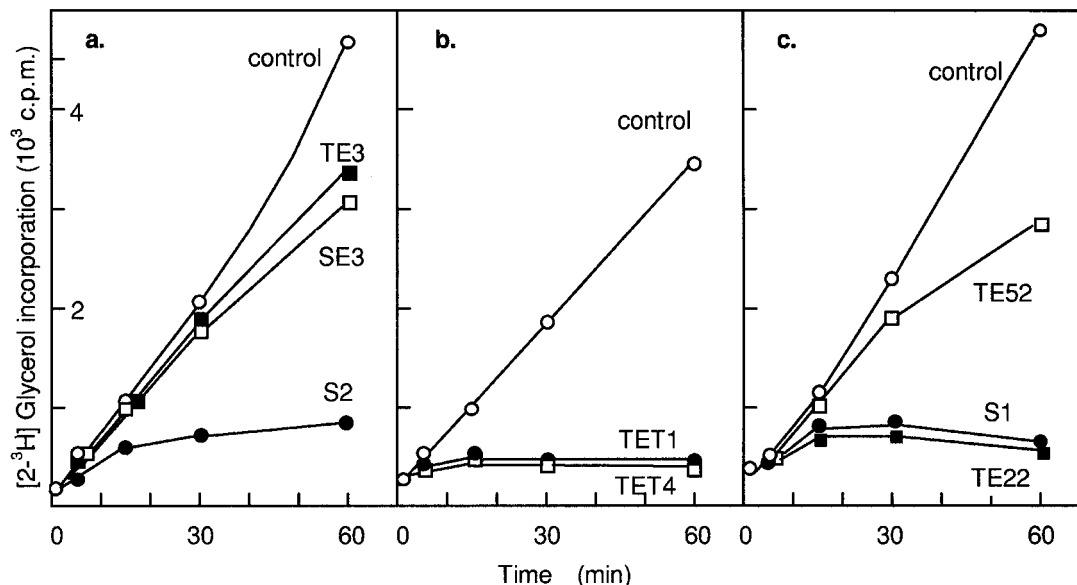 [2-³H] Glycerol incorporation (10³ c.p.m.)
4
2
a.
control
TE3
SE3
S2
0 30 60
b.
control
TET1
TET4
0 30 60
c.
control
TE52
S1
TE22
0 30 60
Time (min)